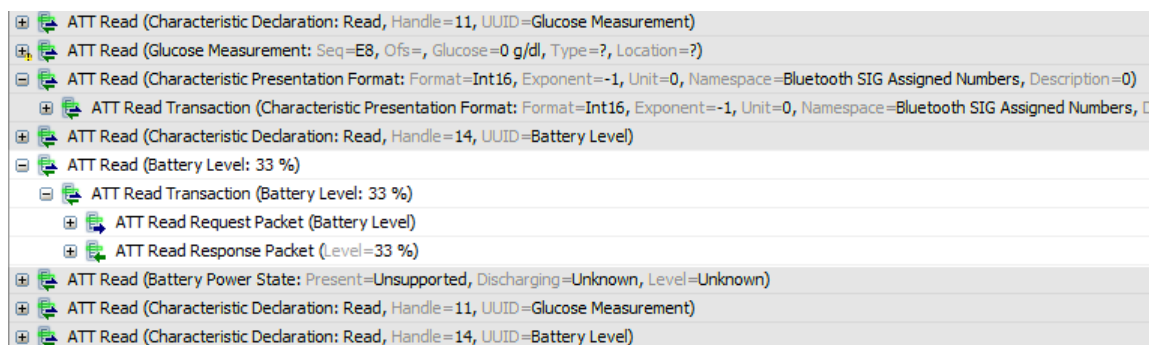 ATT Read (Characteristic Declaration: Read, Handle=11, UUID=Glucose Measurement)
ATT Read (Glucose Measurement: Seq=E8, Ofs=, Glucose=0 g/dl, Type=?, Location=?)
ATT Read (Characteristic Presentation Format: Format=Int16, Exponent=-1, Unit=0, Namespace=Bluetooth SIG Assigned Numbers, Description=0)
ATT Read Transaction (Characteristic Presentation Format: Format=Int16, Exponent=-1, Unit=0, Namespace=Bluetooth SIG Assigned Numbers,
ATT Read (Characteristic Declaration: Read, Handle=14, UUID=Battery Level)
ATT Read (Battery Level: 33 %)
ATT Read Transaction (Battery Level: 33 %)
ATT Read Request Packet (Battery Level)
ATT Read Response Packet (Level=33 %)
ATT Read (Battery Power State: Present=Unsupported, Discharging=Unknown, Level=Unknown)
ATT Read (Characteristic Declaration: Read, Handle=11, UUID=Glucose Measurement)
ATT Read (Characteristic Declaration: Read, Handle=14, UUID=Battery Level)